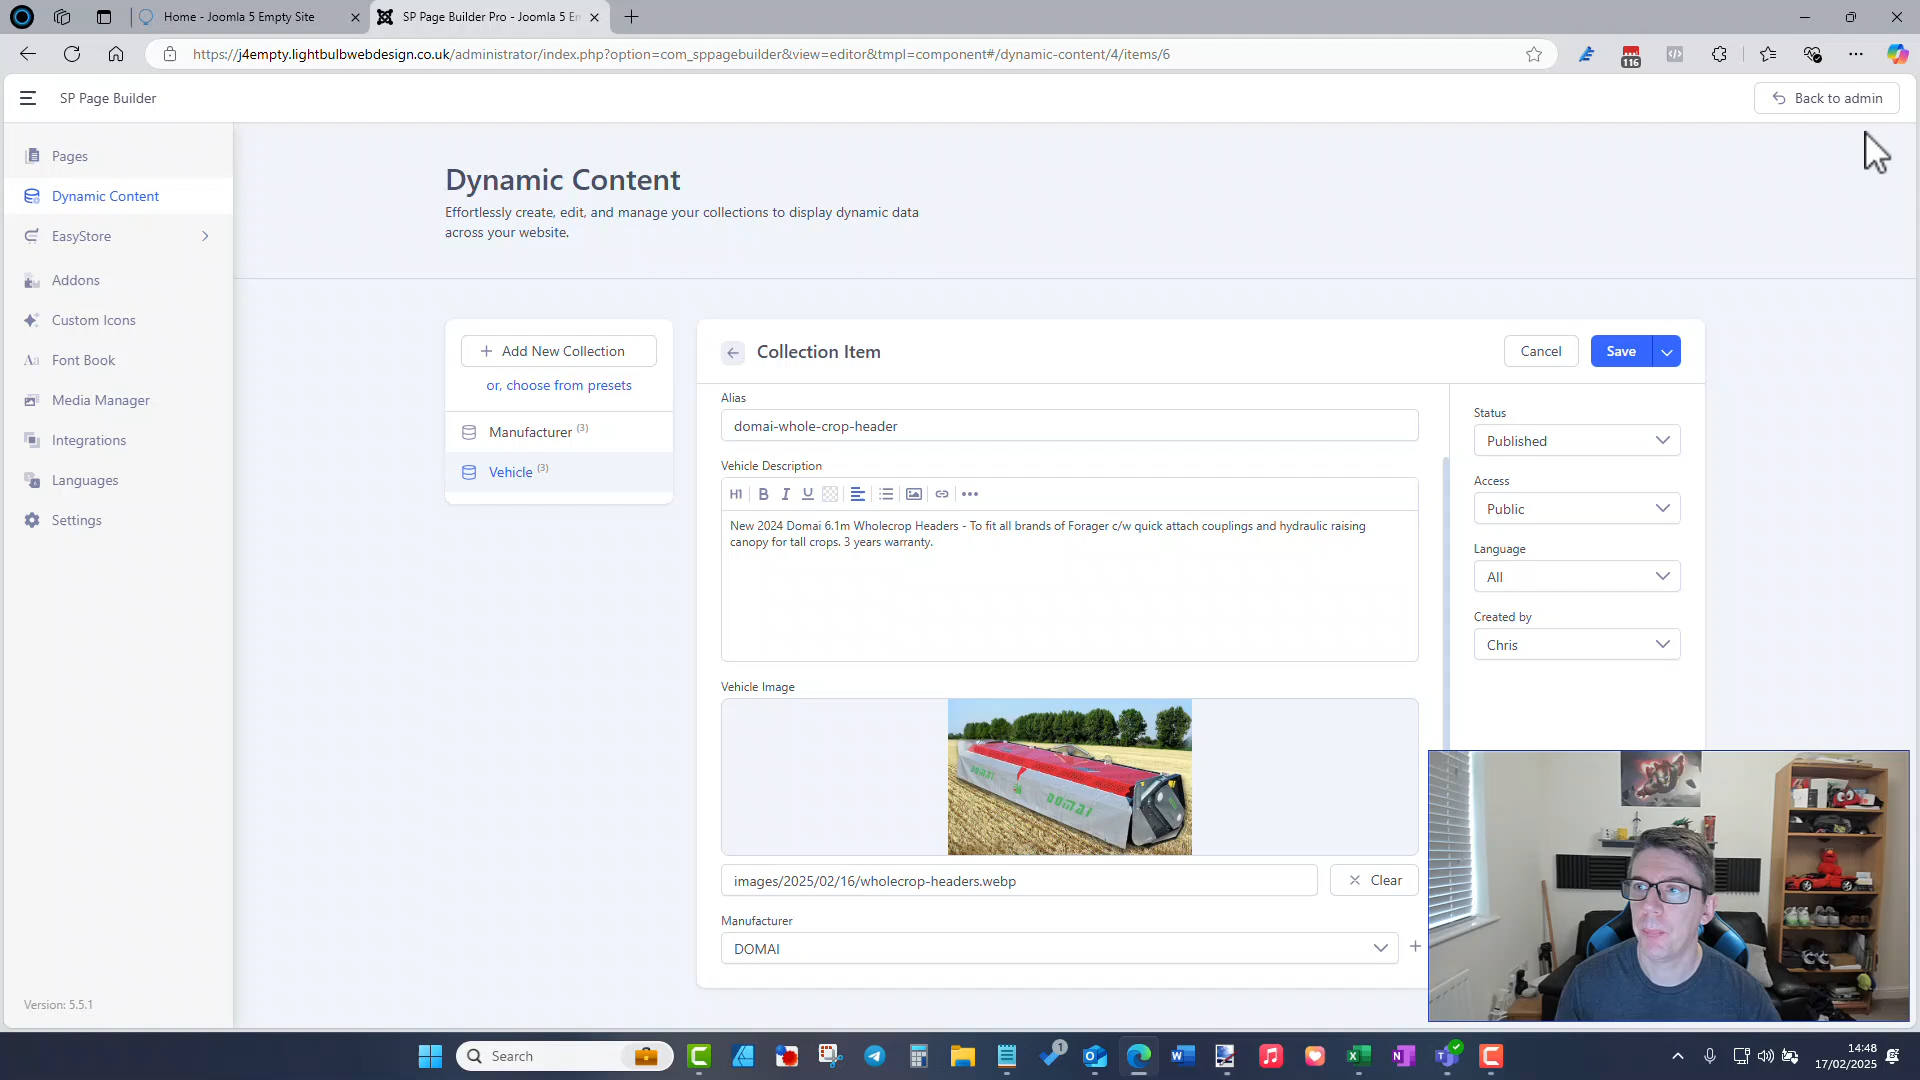 Home - Joomla 5 Empty Site
SP Page Builder Pro - Joomla 5 En
https://j4empty.lightbulbwebdesign.co.uk/administrator/index.php?option=com_sppagebuilder&view=editor&tmpl=component#/dynamic-content/4/items/6
116
SP Page Builder
Back to admin
Pages
Dynamic Content
EasyStore
Addons
Custom Icons
Aa Font Book
Media Manager
Integrations
Languages
Settings
Version: 5.5.1
Dynamic Content
Effortlessly create, edit, and manage your collections to display dynamic data
across your website.
Add New Collection
or, choose from presets
Manufacturer (3)
Vehicle (3)
Collection Item
Cancel
Save
Alias
domai-whole-crop-header
Vehicle Description
H1 B I U
New 2024 Domai 6.1m Wholecrop Headers - To fit all brands of Forager c/w quick attach couplings and hydraulic raising
canopy for tall crops. 3 years warranty.
Vehicle Image
DOMAI
DOMAI
images/2025/02/16/wholecrop-headers.webp
Clear
Manufacturer
DOMAI
Status
Published
Access
Public
Language
All
Created by
Chris
Search
1
14:48
17/02/2025